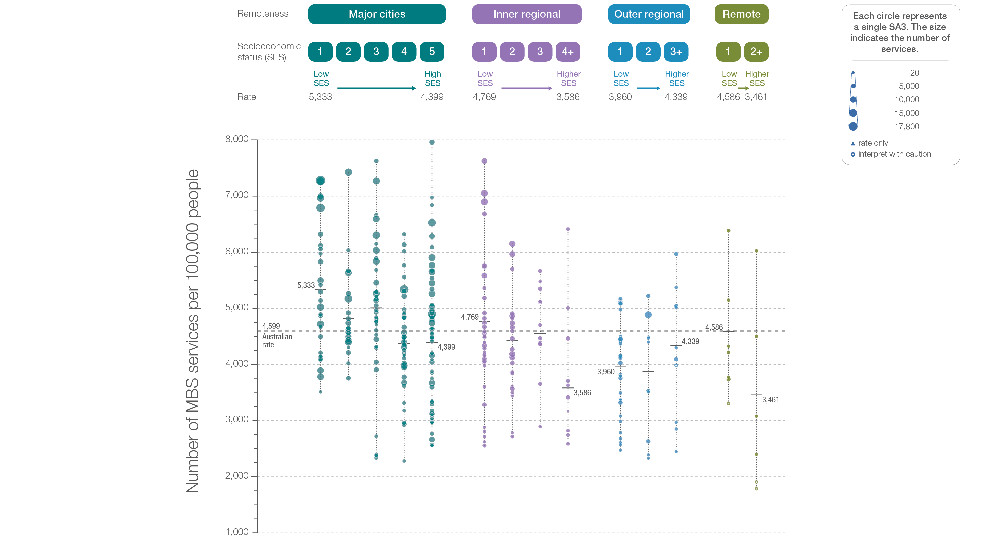 Remoteness
Major cities
Inner regional
Outer regional
Remote
Socioeconomic
status (SES)
1 2 3 4 5
1 2 3 4+
1 2 3+
1 2+
Low
SES
High
SES
Low
SES
Higher
SES
Low
SES
Higher
SES
Low
SES
Higher
SES
Rate
5,333
4,399
4,769
3,586
3,960
4,339
4,586
3,461
Each circle represents
a single SA3. The size
indicates the number of
services.
20
5,000
10,000
15,000
17,800
rate only
interpret with caution
Number of MBS services per 100,000 people
8,000
7,000
6,000
5,000
4,000
3,000
2,000
1,000
4,599
Australian
rate
5,333
4,399
4,769
3,586
3,960
4,339
4,586
3,461